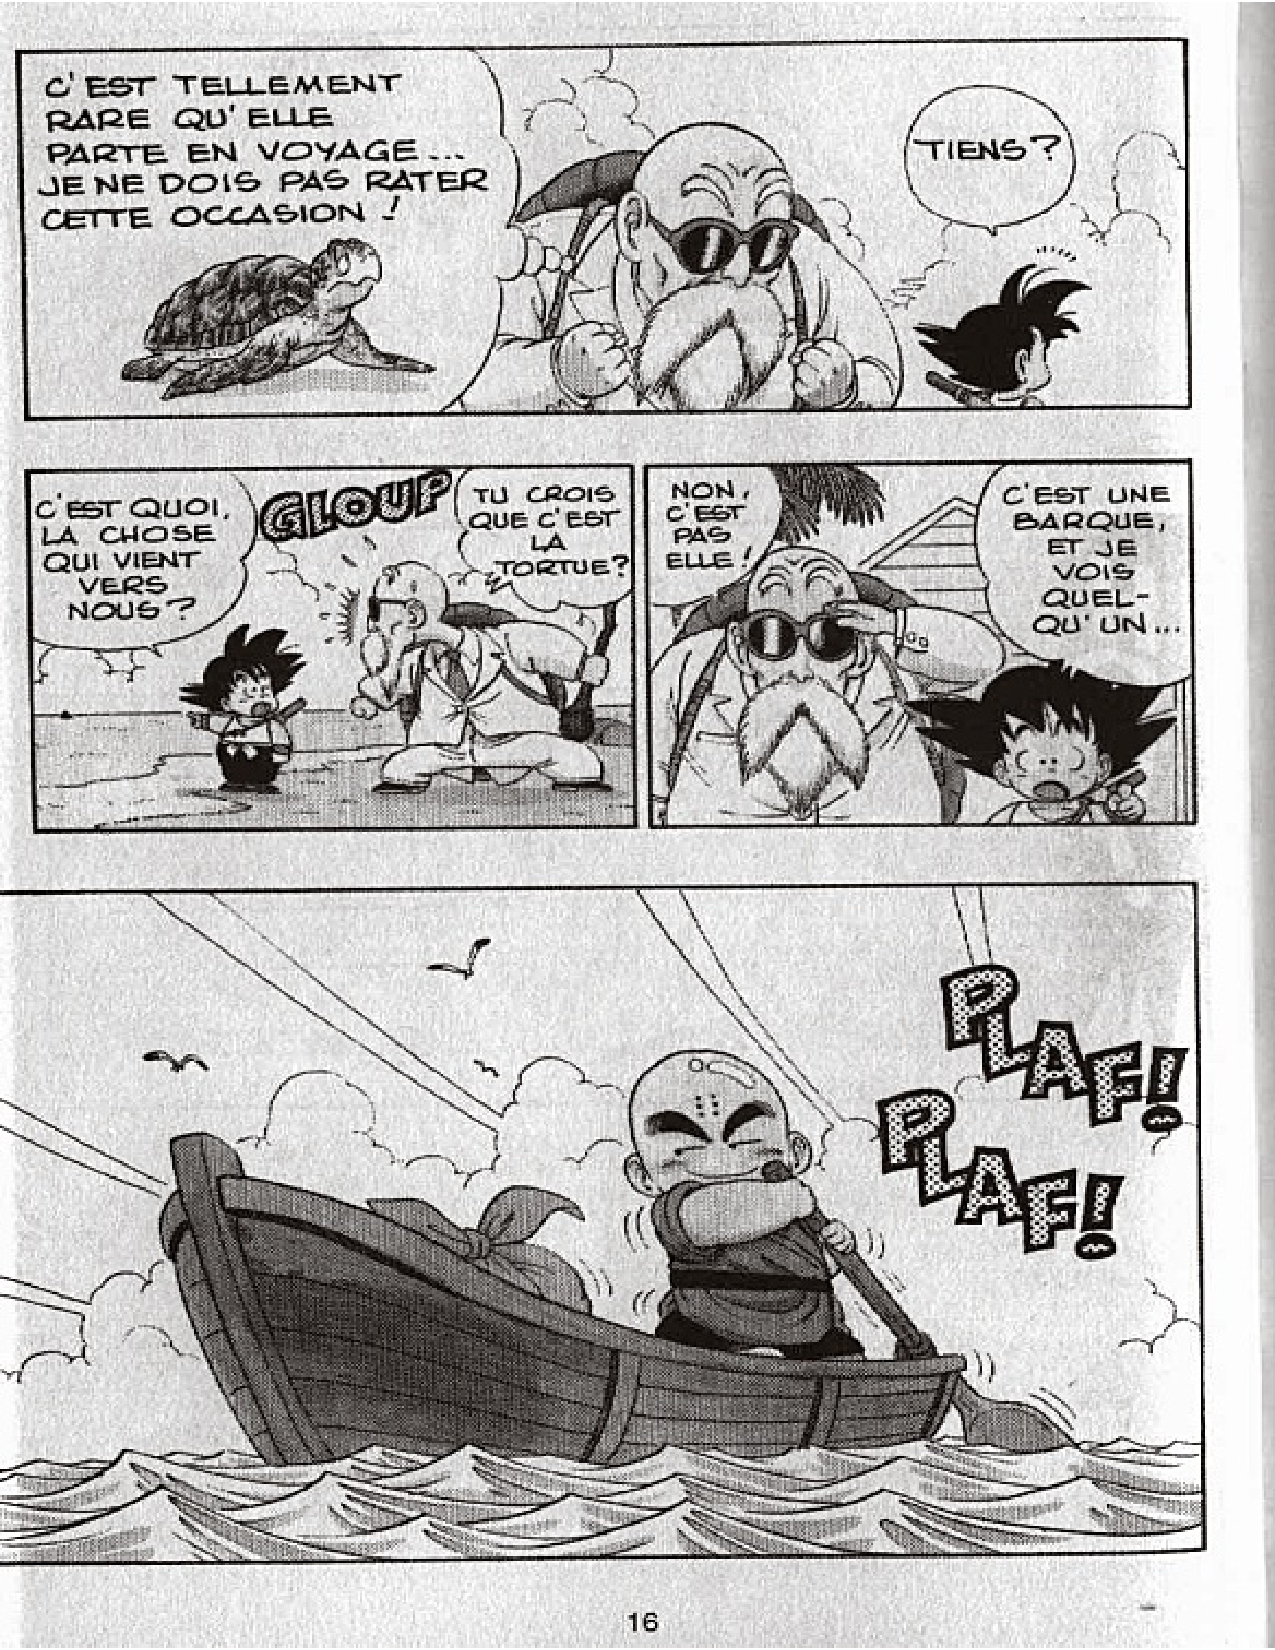 C'EST TELLEMENT
RARE QU'ELLE
PARTE EN VOYAGE...
JE NE DOIS PAS RATER
CETTE OCCASION !
TIENS ?
C'EST QUOI,
LA CHOSE
QUI VIENT
VERS
NOUS ?
GLOUP
TU CROIS
QUE C'EST
LA
TORTUE ?
NON,
C'EST
PAS
ELLE !
C'EST UNE
BARQUE,
ET JE
VOIS
QUEL-
QU'UN...
PLAF!
PLAF!
16